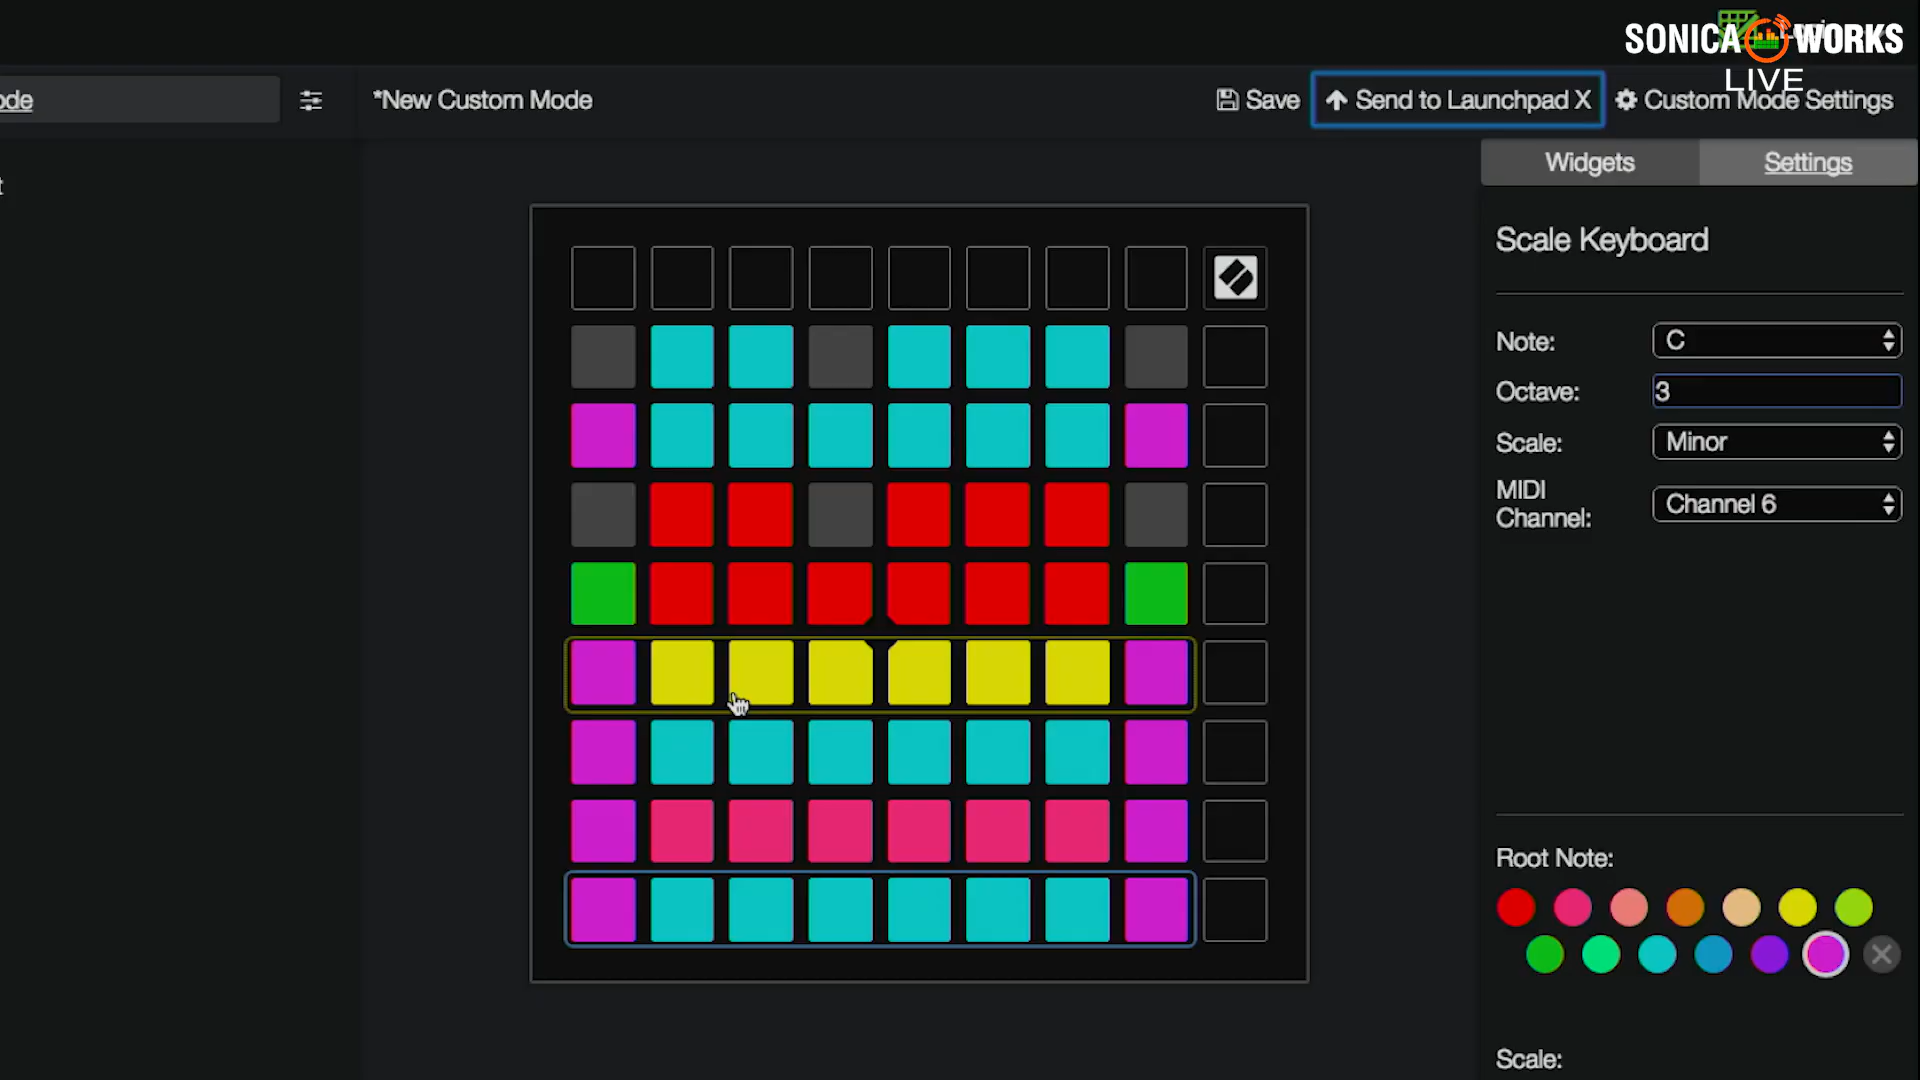 SONICA WORKS
LIVE
ode
*New Custom Mode
Save
Send to Launchpad X
Custom Mode Settings
Widgets
Settings
t
Scale Keyboard
Note:
C
Octave:
3
Scale:
Minor
MIDI
Channel:
Channel 6
Root Note:
Scale: